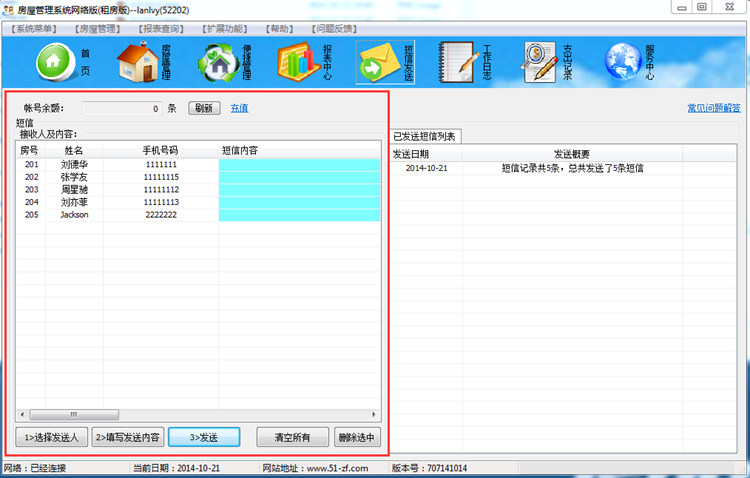 房屋管理系统网络版(租房版)--lanlvy(52202)
【系统菜单】 【房屋管理】 【报表查询】 【扩展功能】 【帮助】 【问题反馈】
首页 房屋管理 便捷管理 报表中心 短信发送 工作日志 支出记录 服务中心
帐号余额： 0 条 刷新 充值 常见问题解答
短信
接收人及内容： 已发送短信列表
房号 姓名 手机号码 短信内容 发送日期 发送概要
201 刘德华 1111111 2014-10-21 短信记录共5条，总共发送了5条短信
202 张学友 11111115
203 周星驰 11111112
204 刘亦菲 11111113
205 Jackson 2222222
1>选择发送人 2>填写发送内容 3>发送 清空所有 删除选中
网络：已经连接 当前日期：2014-10-21 网站地址：www.51-zf.com 版本号：707141014